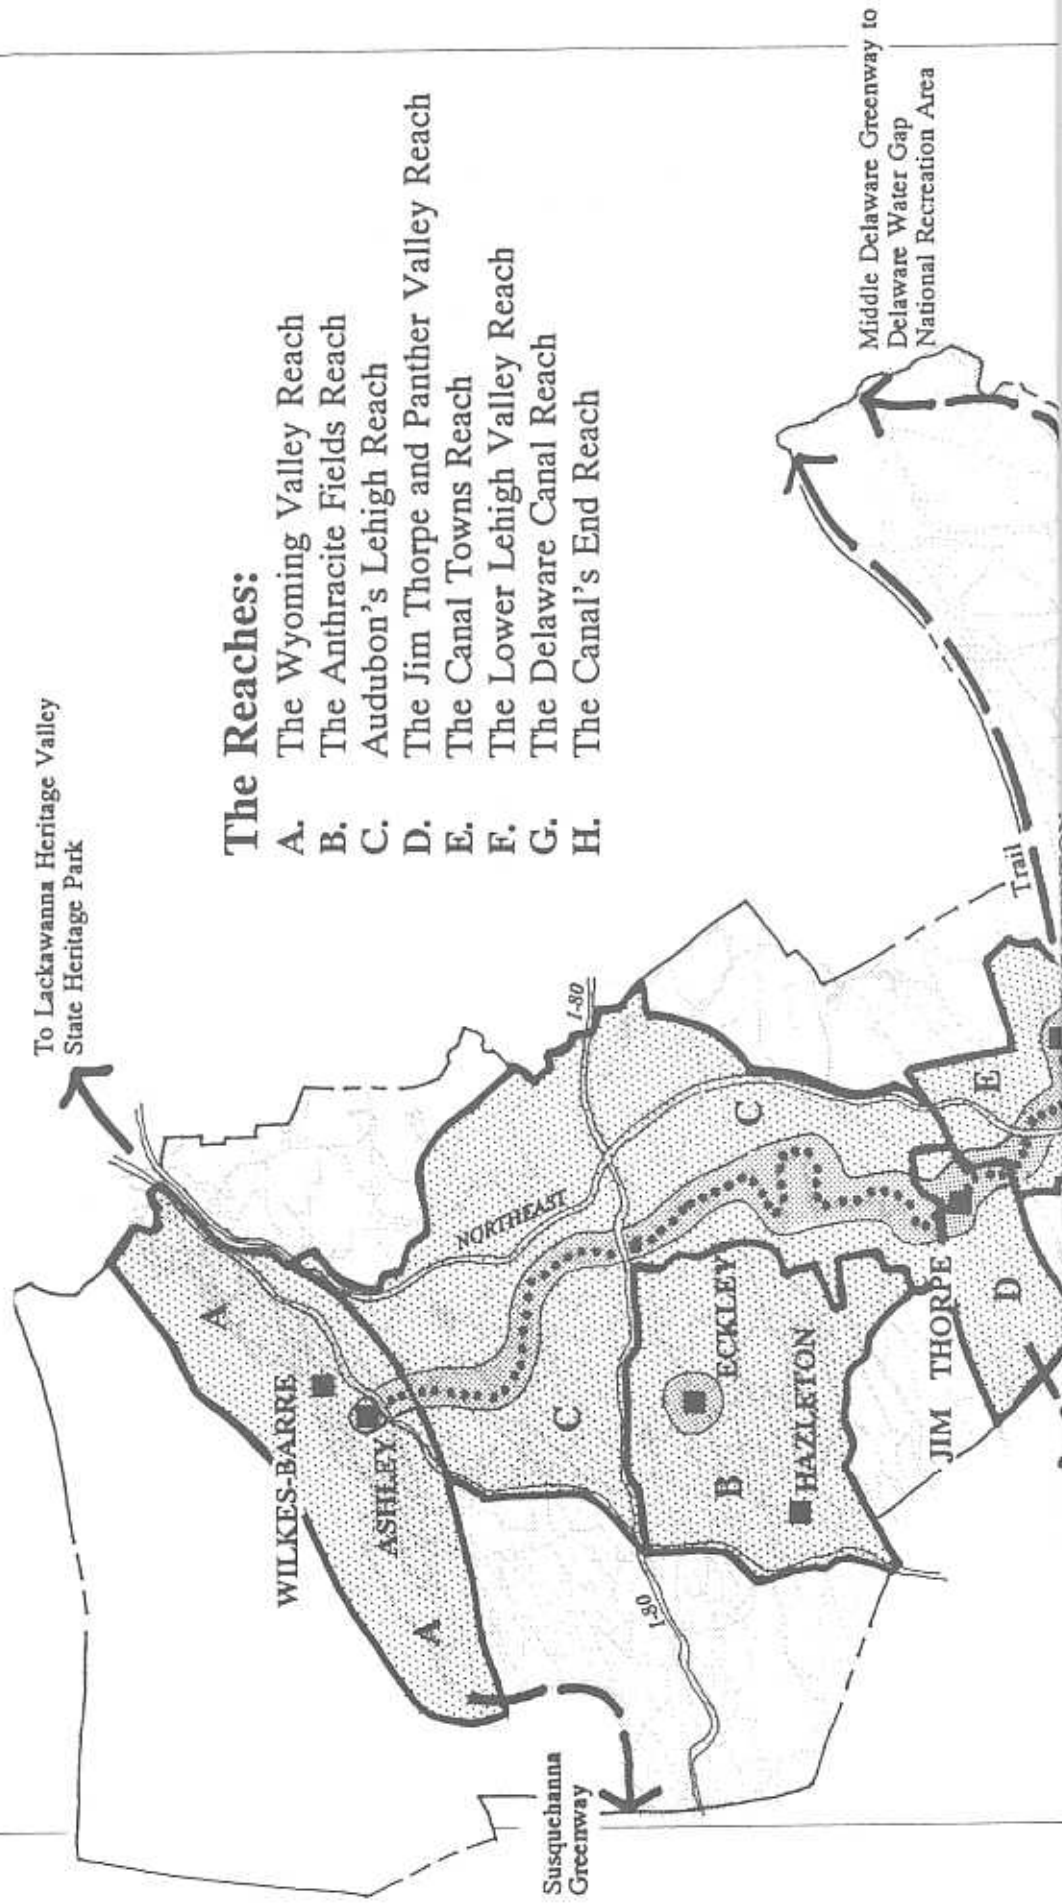 To Lackawanna Heritage Valley
State Heritage Park
The Reaches:
A. The Wyoming Valley Reach
B. The Anthracite Fields Reach
C. Audubon's Lehigh Reach
D. The Jim Thorpe and Panther Valley Reach
E. The Canal Towns Reach
F. The Lower Lehigh Valley Reach
G. The Delaware Canal Reach
H. The Canal's End Reach
Middle Delaware Greenway to
Delaware Water Gap
National Recreation Area
A
WILKES-BARRE
ASHLEY
A
NORTHEAST
I-80
C
C
Susquehanna
Greenway
I-80
B
ECKLEY
HAZLETON
JIM THORPE
D
E
Trail